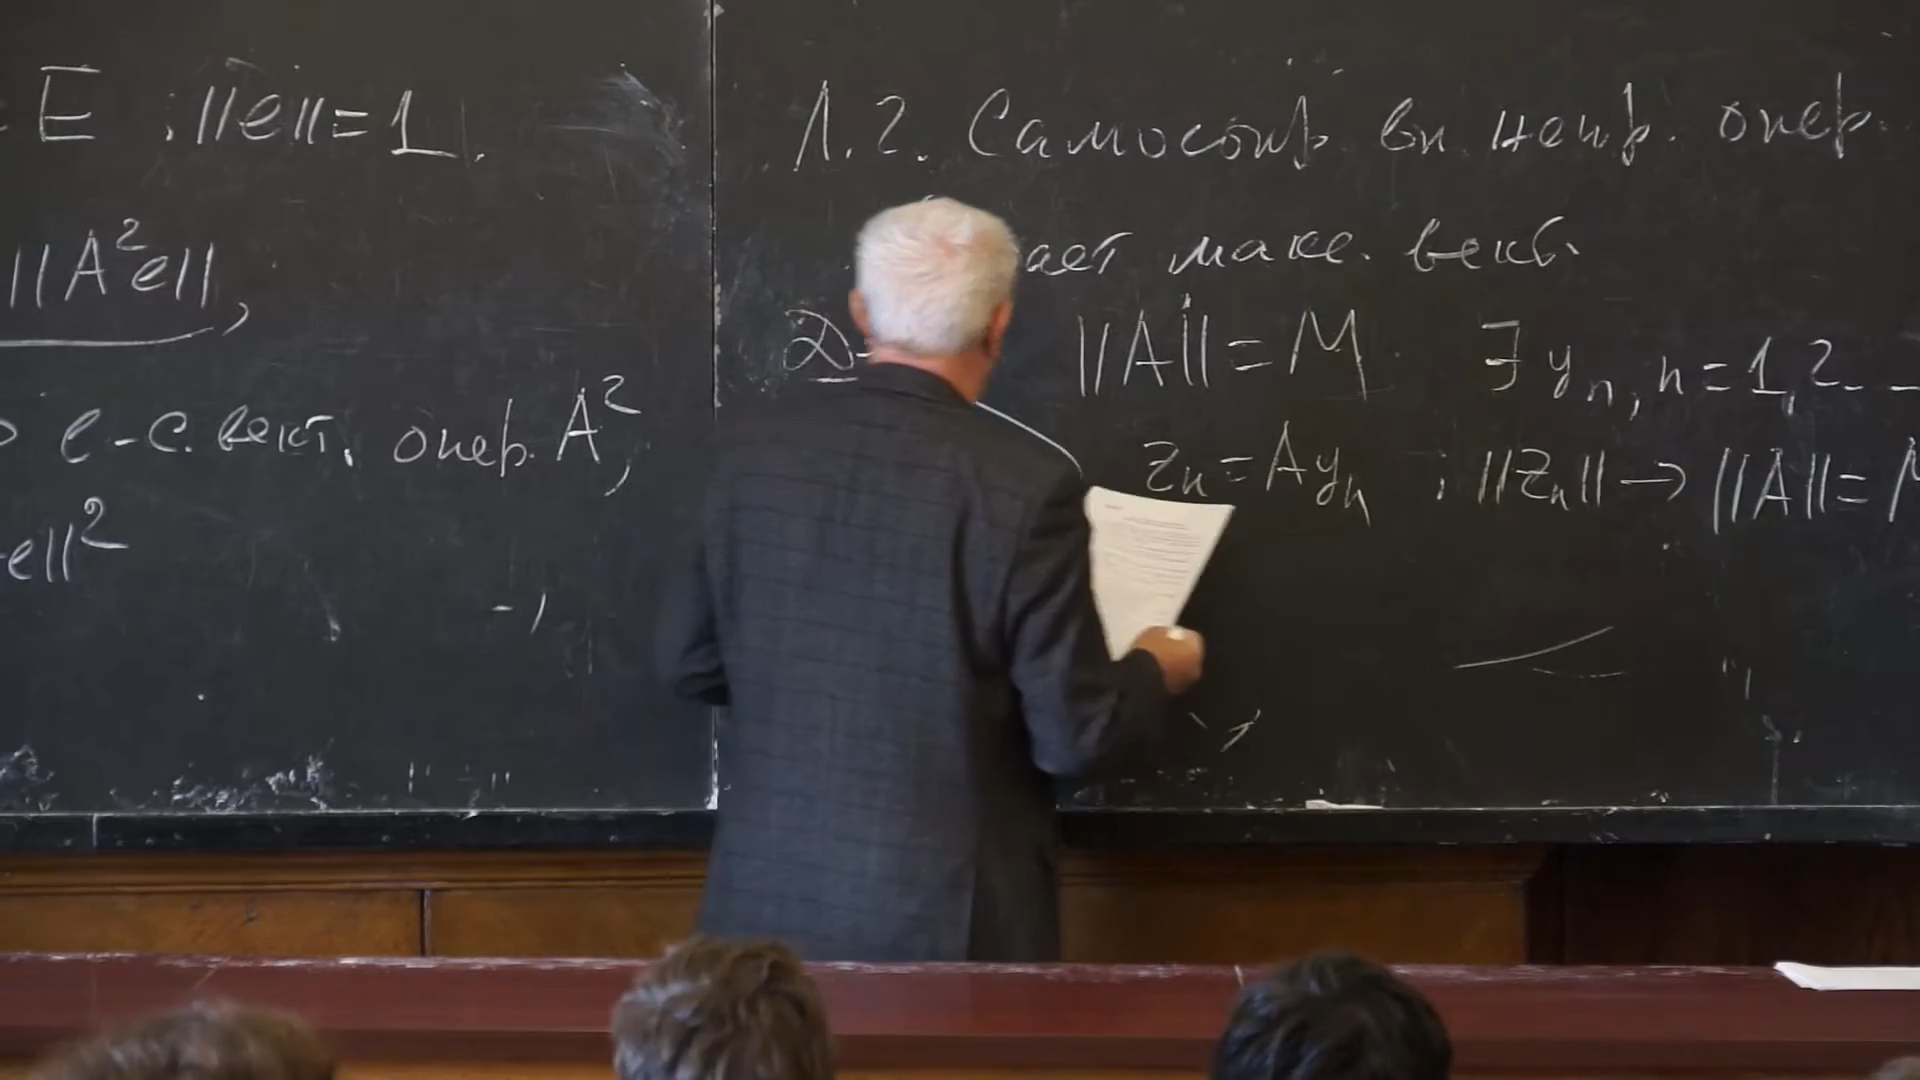 E : ||e|| = 1.
||A²e||,
e - с. вект. опер. A²,
e||²
Л. 2. Самосопр. вп. непр. опер.
ает макс. вект.
||A|| = M. ∃ yₙ, n = 1, 2...
zₙ = Ayₙ ; ||zₙ|| → ||A|| = M